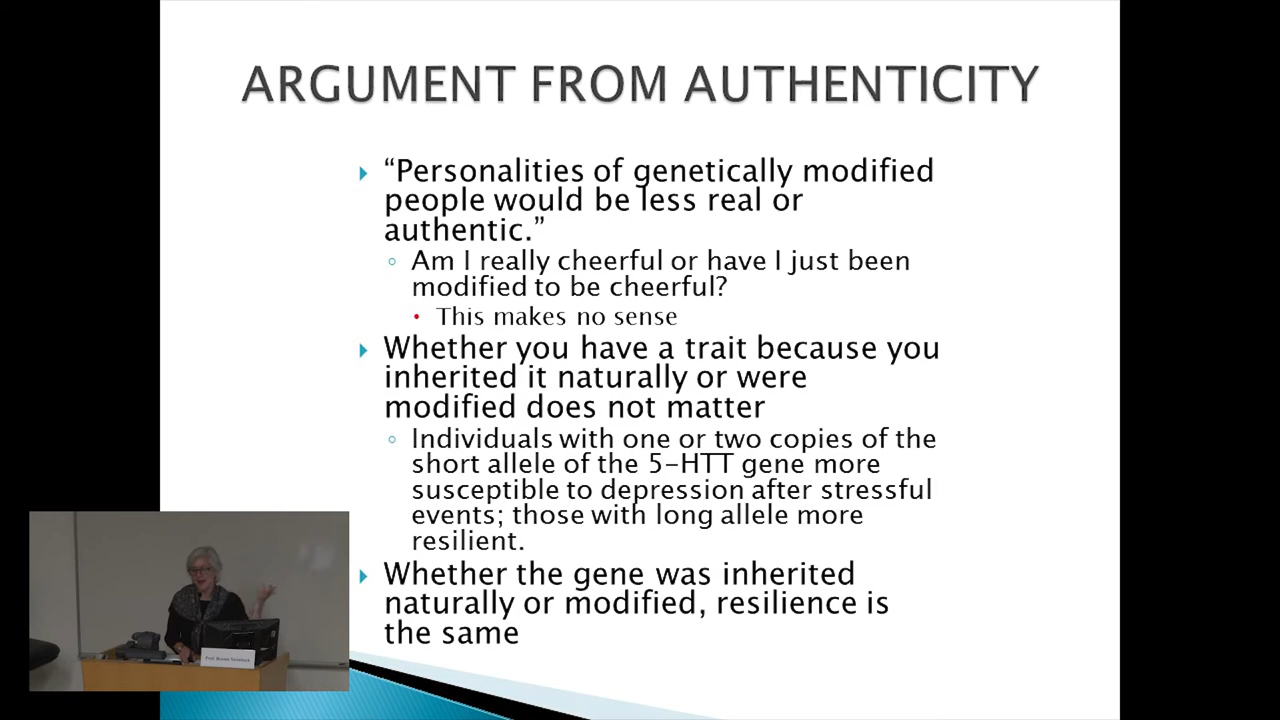 ARGUMENT FROM AUTHENTICITY
“Personalities of genetically modified
people would be less real or
authentic.”
Am I really cheerful or have I just been
modified to be cheerful?
This makes no sense
Whether you have a trait because you
inherited it naturally or were
modified does not matter
Individuals with one or two copies of the
short allele of the 5-HTT gene more
susceptible to depression after stressful
events; those with long allele more
resilient.
Whether the gene was inherited
naturally or modified, resilience is
the same
Prof. Bonnie Steinbock